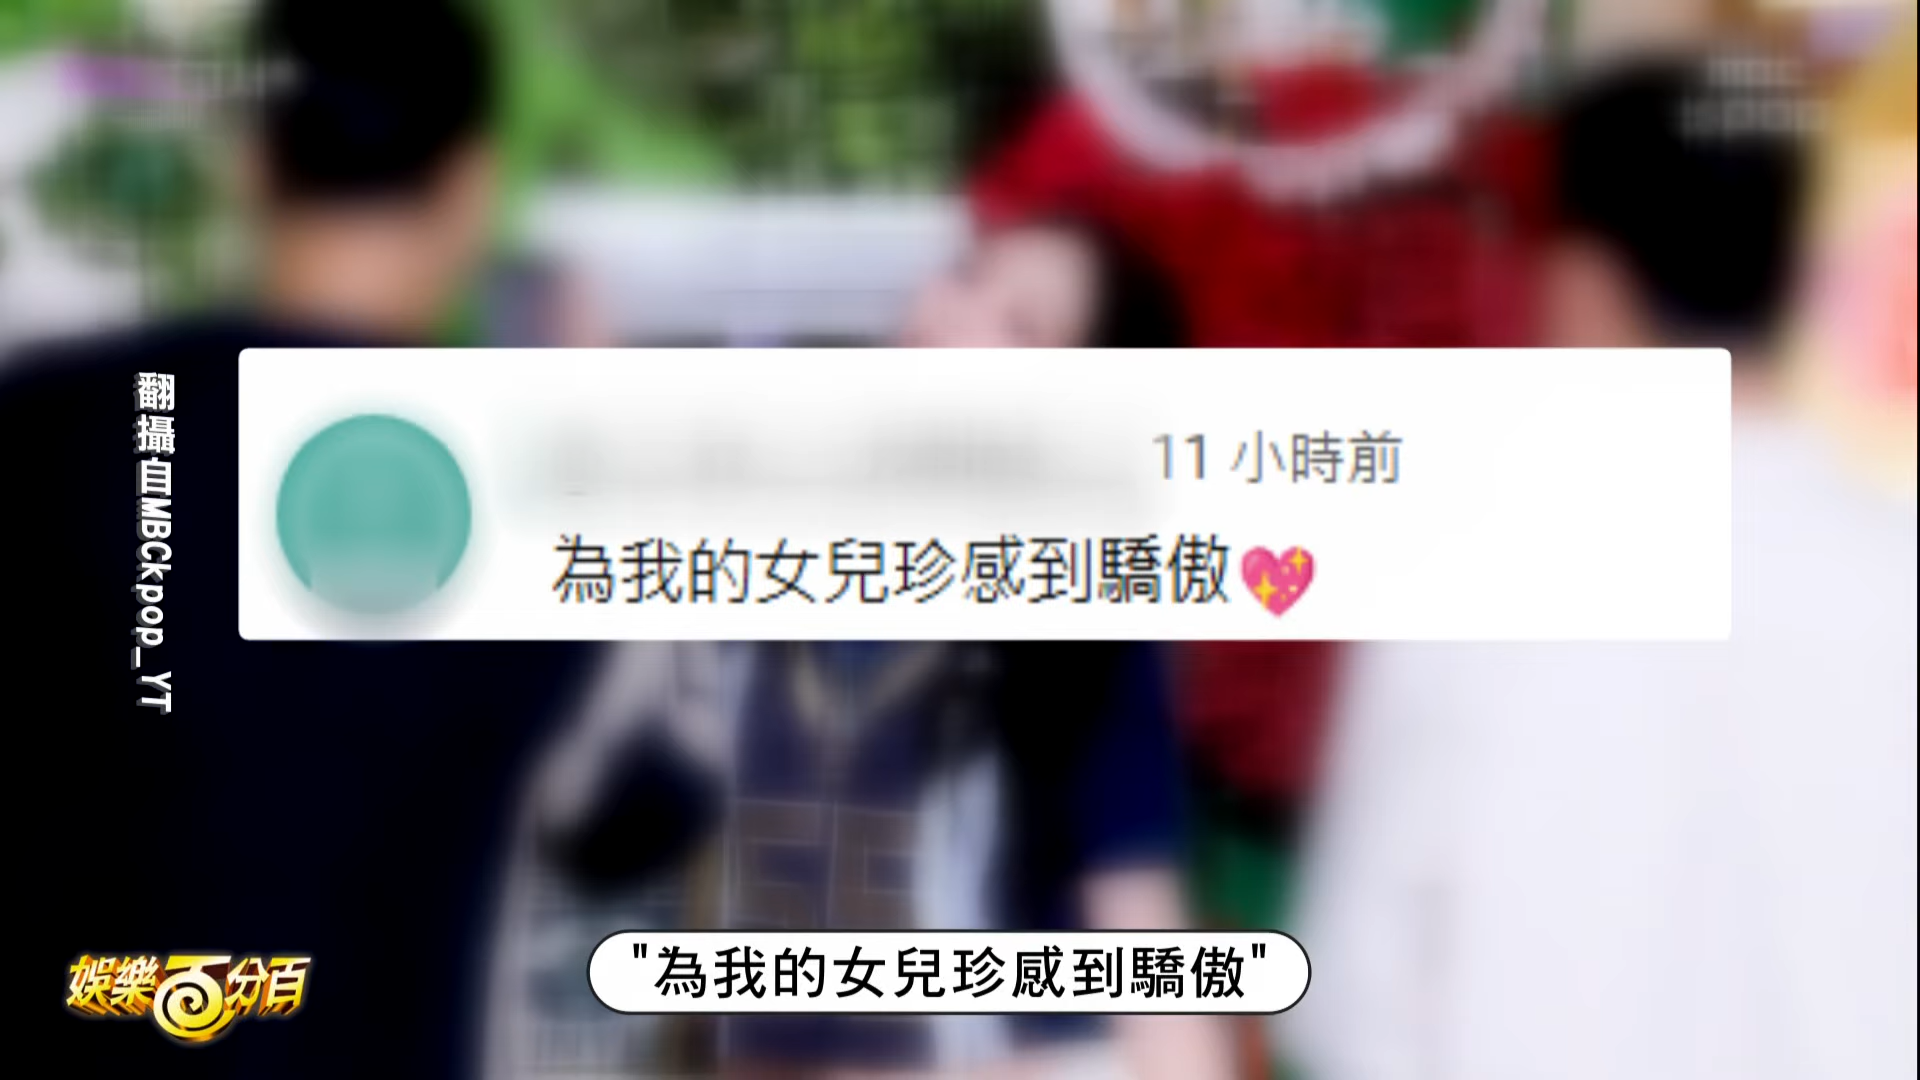 翻攝自MBCkpop_YT
11 小時前
為我的女兒珍感到驕傲💖
"為我的女兒珍感到驕傲"
娛樂百分百